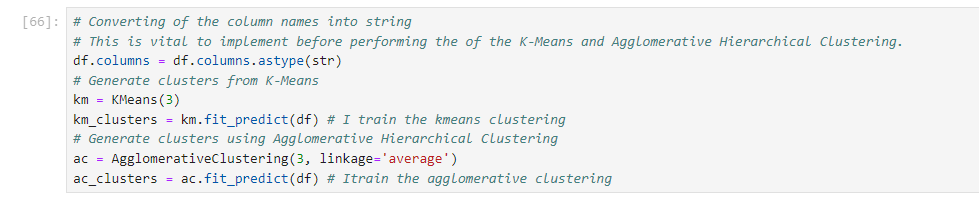 [66]: # Converting of the column names into string
# This is vital to implement before performing the of the K-Means and Agglomerative Hierarchical Clustering.
df.columns = df.columns.astype(str)
# Generate clusters from K-Means
km = KMeans(3)
km_clusters = km.fit_predict(df) # I train the kmeans clustering
# Generate clusters using Agglomerative Hierarchical Clustering
ac = AgglomerativeClustering(3, linkage='average')
ac_clusters = ac.fit_predict(df) # Itrain the agglomerative clustering